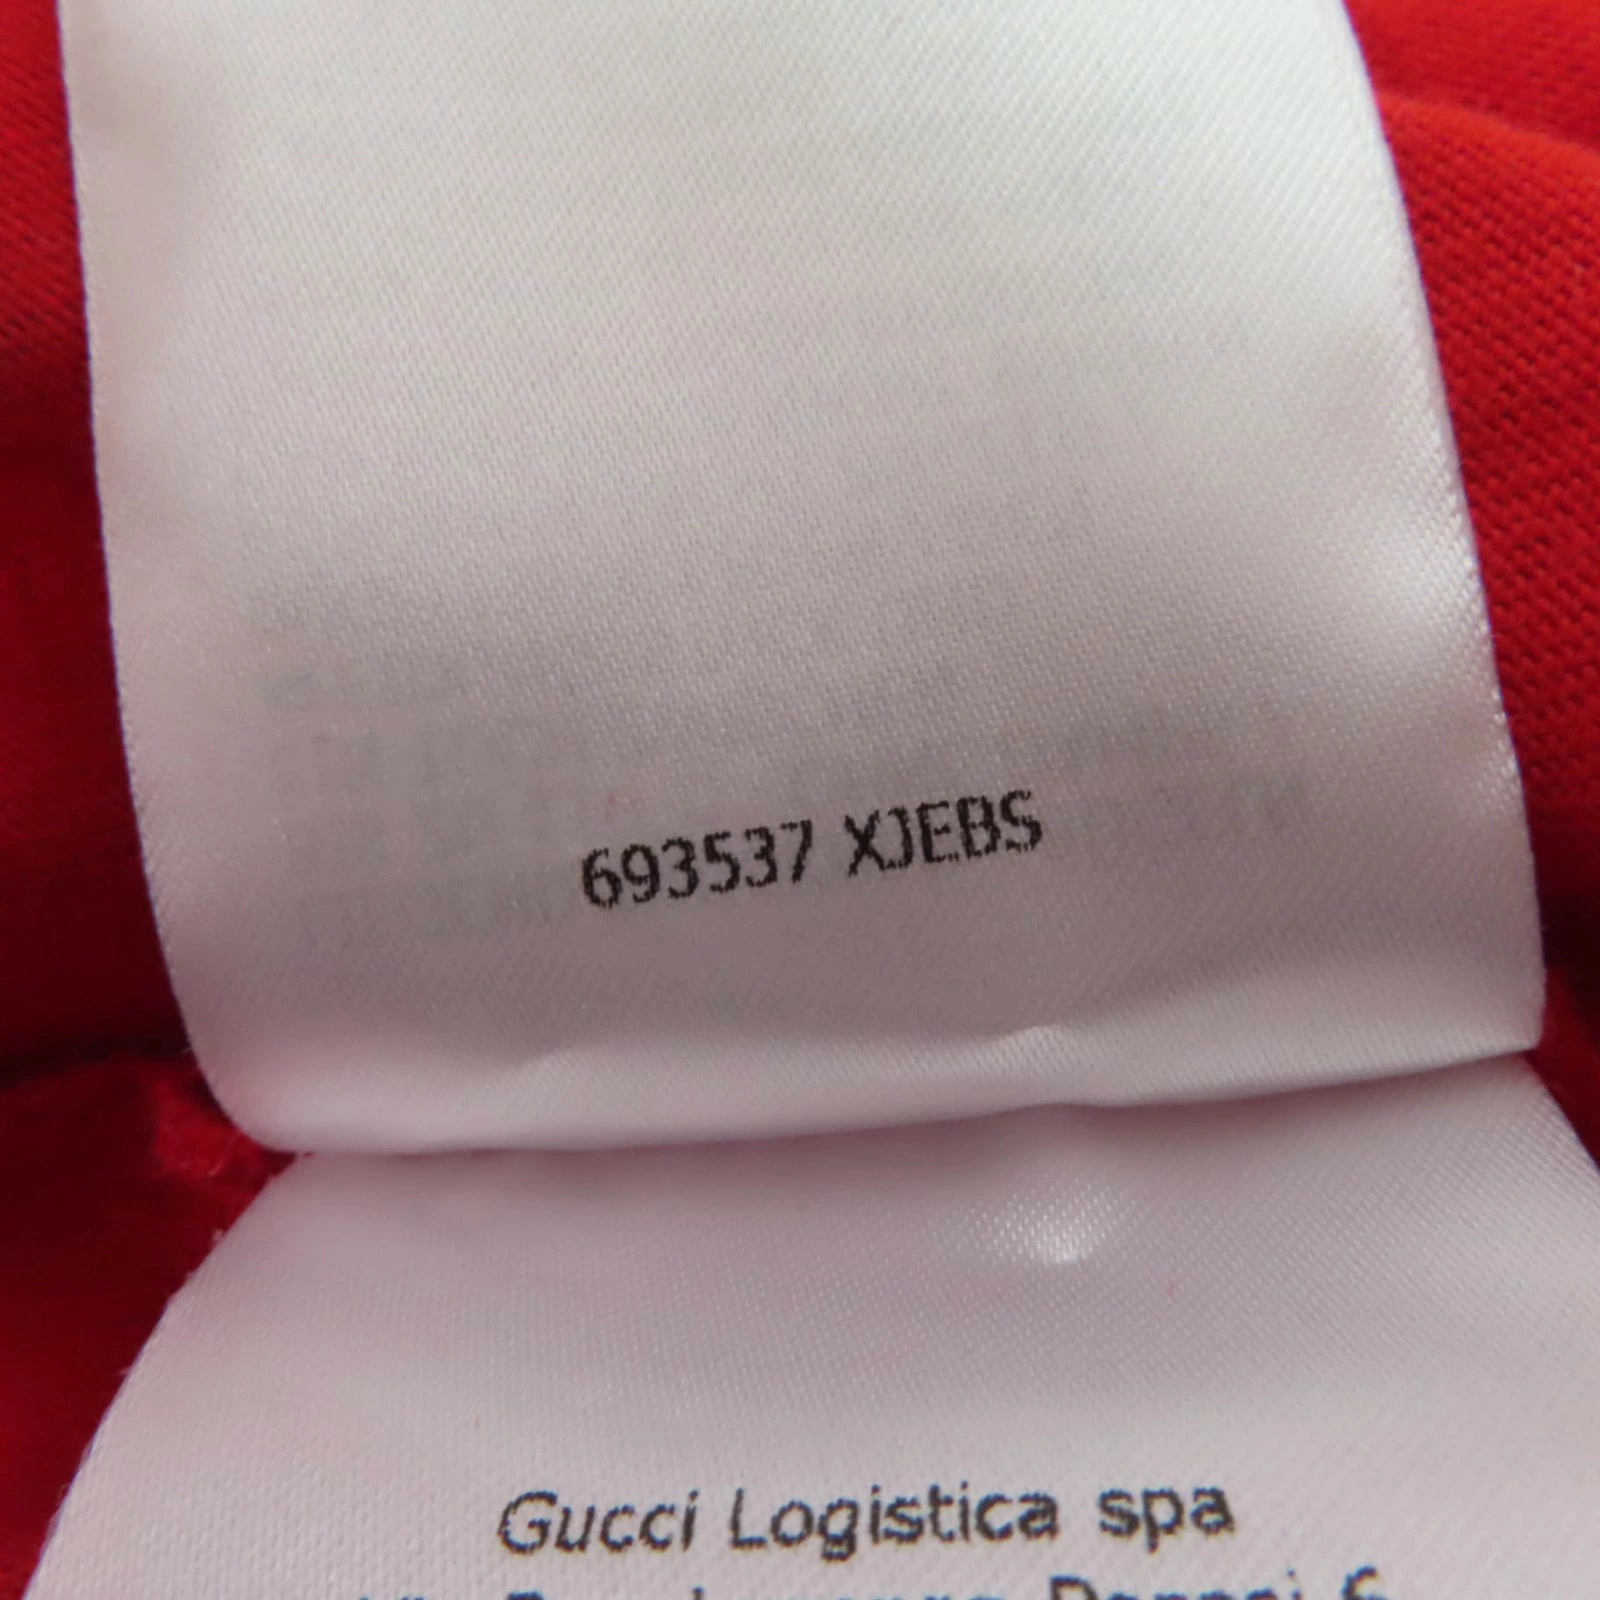 693537 XJEBS
Gucci Logistica spa